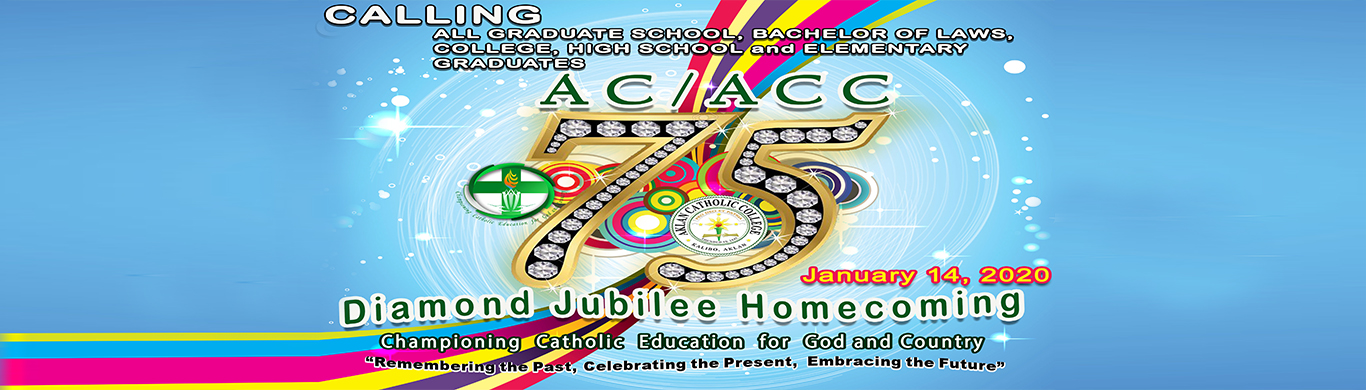 CALLING
ALL GRADUATE SCHOOL, BACHELOR OF LAWS,
COLLEGE, HIGH SCHOOL and ELEMENTARY
GRADUATES
AC/ACC
75
AKLAN CATHOLIC COLLEGE
KALIBO, AKLAN
January 14, 2020
Diamond Jubilee Homecoming
Championing Catholic Education for God and Country
"Remembering the Past, Celebrating the Present, Embracing the Future"